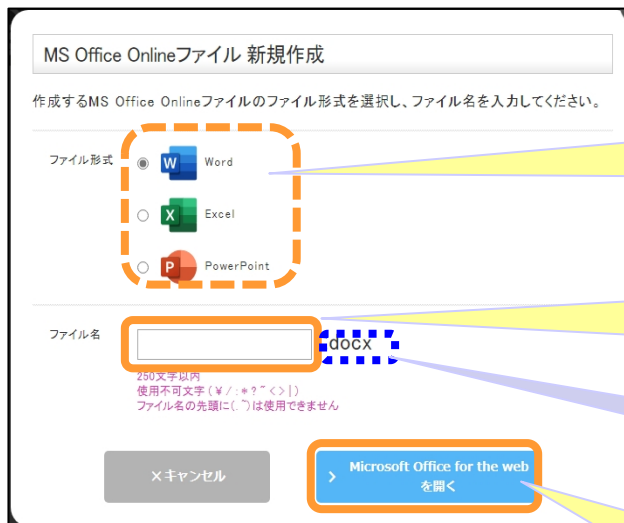 MS Office Onlineファイル 新規作成
作成するMS Office Onlineファイルのファイル形式を選択し、ファイル名を入力してください。
ファイル形式
W Word
X Excel
P PowerPoint
ファイル名
docx
250文字以内
使用不可文字(¥/:*?"<>|)
ファイル名の先頭に(.~)は使用できません
×キャンセル
> Microsoft Office for the web
を開く